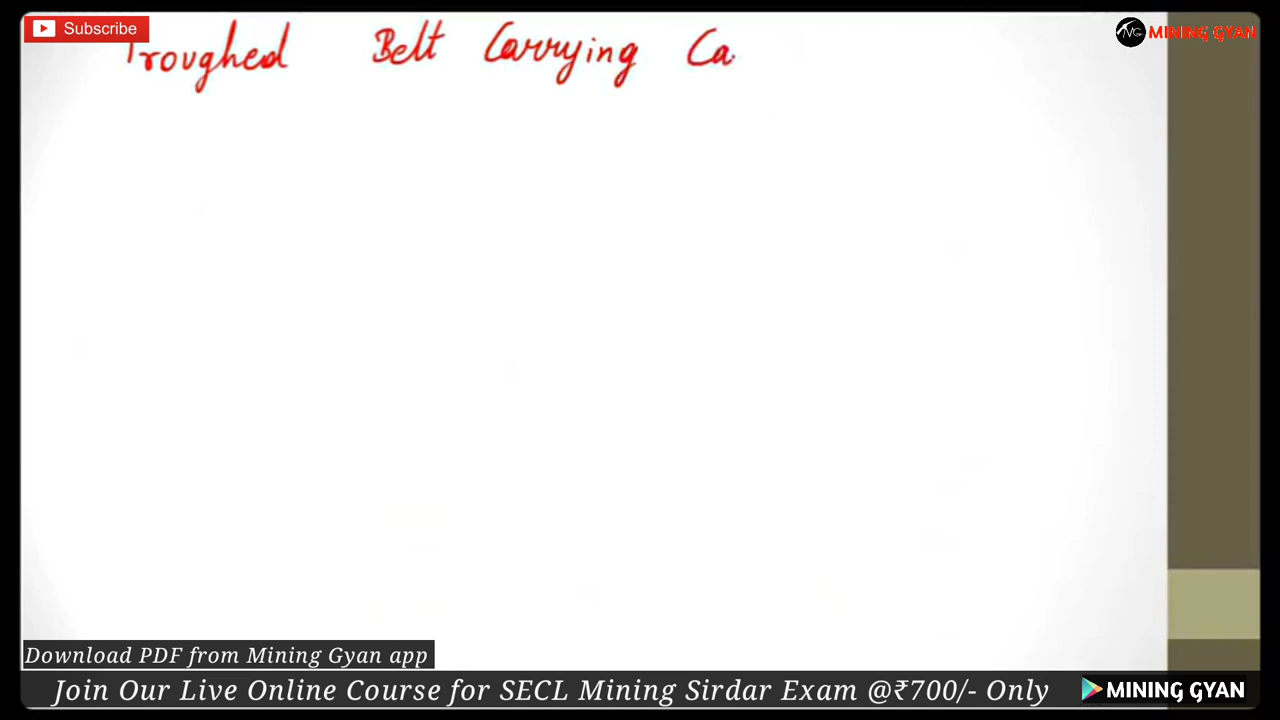 Subscribe
MINING GYAN
Troughed Belt Carrying Ca
Download PDF from Mining Gyan app
Join Our Live Online Course for SECL Mining Sirdar Exam @₹700/- Only
MINING GYAN